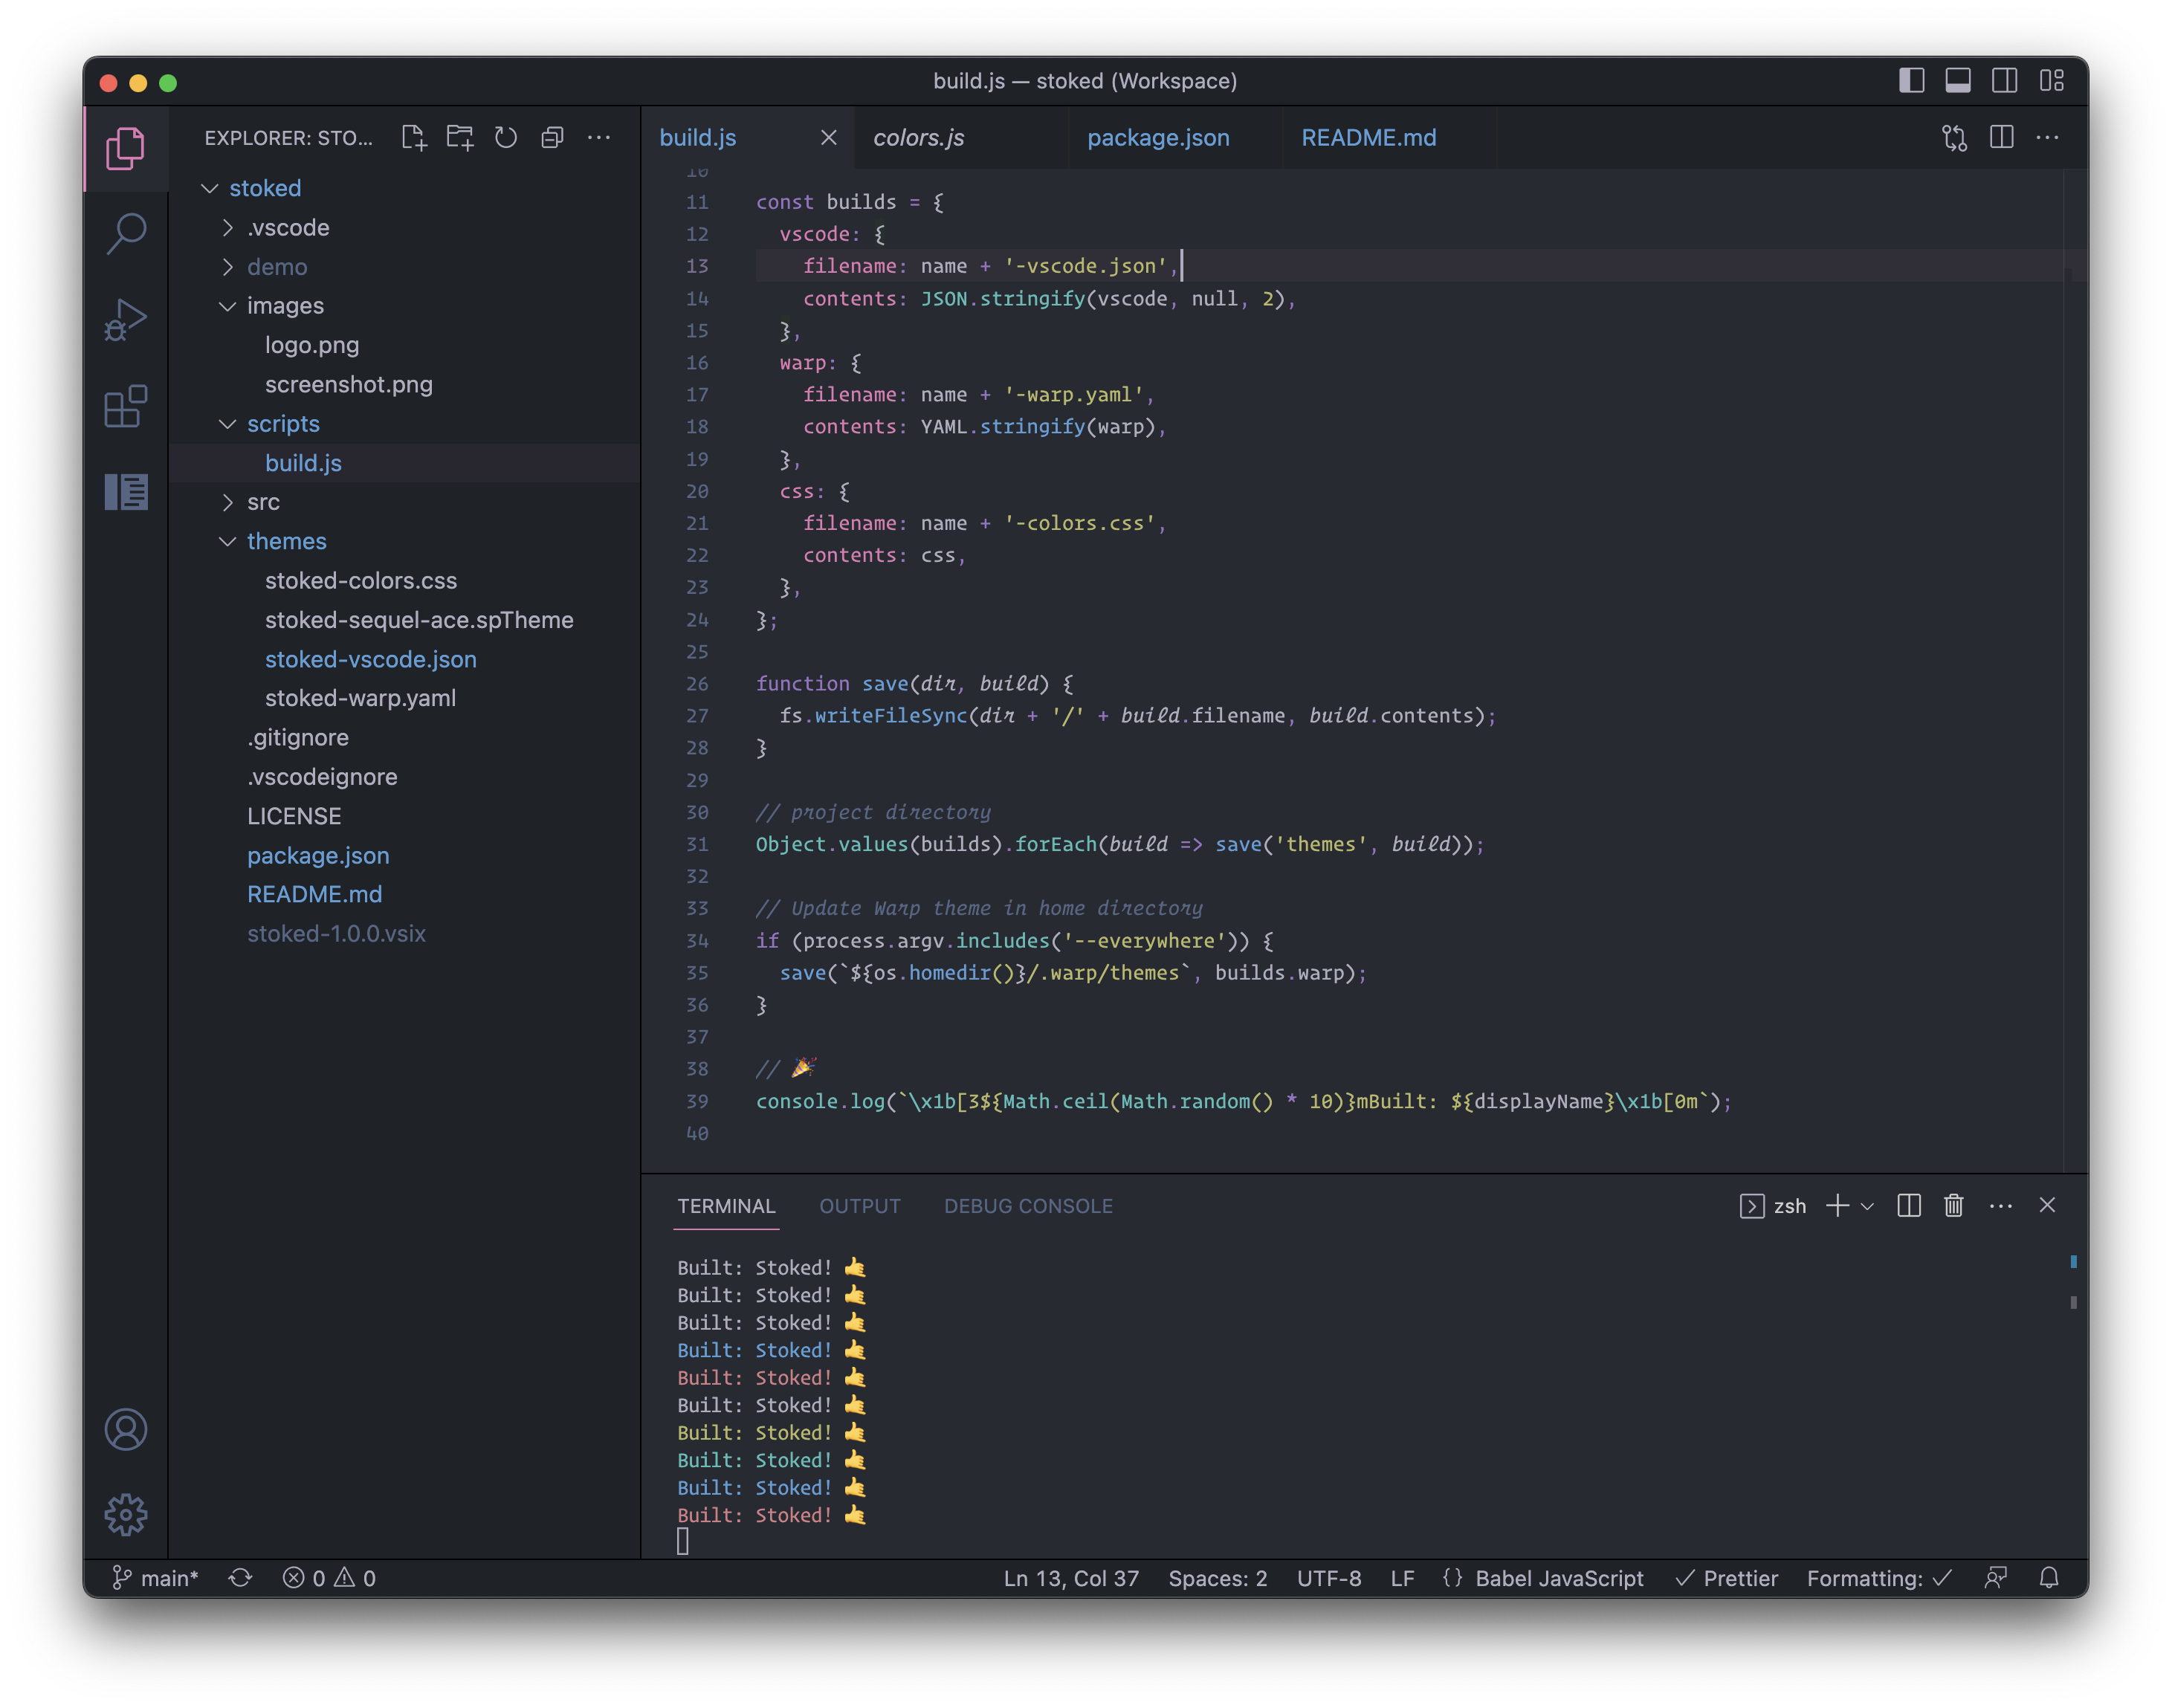 build.js — stoked (Workspace)
EXPLORER: STO...
stoked
.vscode
demo
images
logo.png
screenshot.png
scripts
build.js
src
themes
stoked-colors.css
stoked-sequel-ace.spTheme
stoked-vscode.json
stoked-warp.yaml
.gitignore
.vscodeignore
LICENSE
package.json
README.md
stoked-1.0.0.vsix
build.js colors.js package.json README.md
10
11 const builds = {
12   vscode: {
13     filename: name + '-vscode.json',
14     contents: JSON.stringify(vscode, null, 2),
15   },
16   warp: {
17     filename: name + '-warp.yaml',
18     contents: YAML.stringify(warp),
19   },
20   css: {
21     filename: name + '-colors.css',
22     contents: css,
23   },
24 };
25
26 function save(dir, build) {
27   fs.writeFileSync(dir + '/' + build.filename, build.contents);
28 }
29
30 // project directory
31 Object.values(builds).forEach(build => save('themes', build));
32
33 // Update Warp theme in home directory
34 if (process.argv.includes('--everywhere')) {
35   save(`${os.homedir()}/.warp/themes`, builds.warp);
36 }
37
38 // 🎉
39 console.log(`\x1b[3${Math.ceil(Math.random() * 10)}mBuilt: ${displayName}\x1b[0m`);
40
TERMINAL OUTPUT DEBUG CONSOLE zsh
Built: Stoked! 🤙
Built: Stoked! 🤙
Built: Stoked! 🤙
Built: Stoked! 🤙
Built: Stoked! 🤙
Built: Stoked! 🤙
Built: Stoked! 🤙
Built: Stoked! 🤙
Built: Stoked! 🤙
Built: Stoked! 🤙
main* 0 0 Ln 13, Col 37 Spaces: 2 UTF-8 LF {} Babel JavaScript ✓ Prettier Formatting: ✓